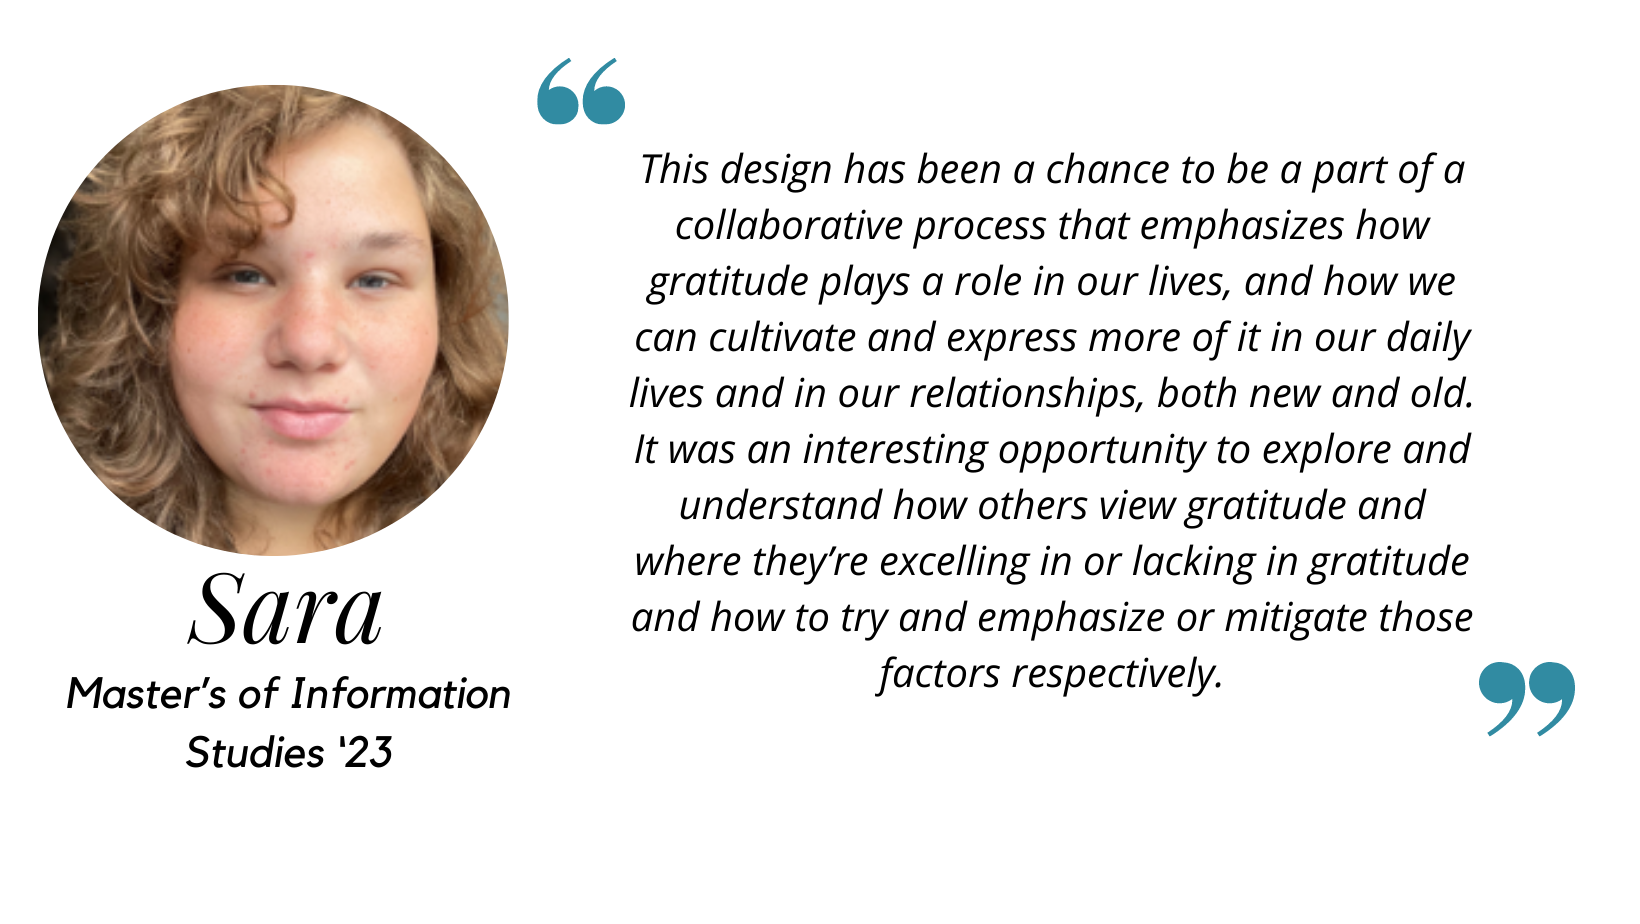 “
This design has been a chance to be a part of a
collaborative process that emphasizes how
gratitude plays a role in our lives, and how we
can cultivate and express more of it in our daily
lives and in our relationships, both new and old.
It was an interesting opportunity to explore and
understand how others view gratitude and
where they’re excelling in or lacking in gratitude
and how to try and emphasize or mitigate those
factors respectively.
”
Sara
Master’s of Information
Studies '23